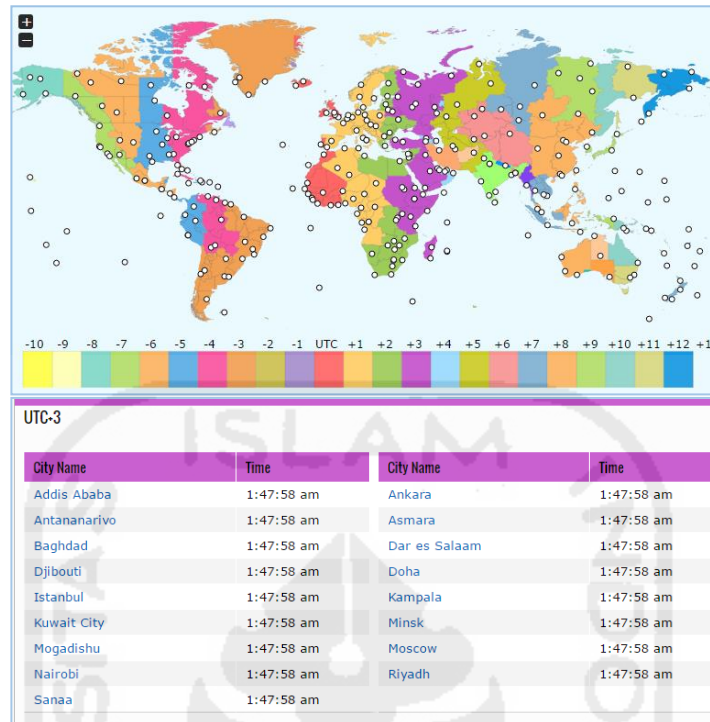 +
−
-10 -9 -8 -7 -6 -5 -4 -3 -2 -1 UTC +1 +2 +3 +4 +5 +6 +7 +8 +9 +10 +11 +12 +1
UTC+3
City Name Time City Name Time
Addis Ababa 1:47:58 am Ankara 1:47:58 am
Antananarivo 1:47:58 am Asmara 1:47:58 am
Baghdad 1:47:58 am Dar es Salaam 1:47:58 am
Djibouti 1:47:58 am Doha 1:47:58 am
Istanbul 1:47:58 am Kampala 1:47:58 am
Kuwait City 1:47:58 am Minsk 1:47:58 am
Mogadishu 1:47:58 am Moscow 1:47:58 am
Nairobi 1:47:58 am Riyadh 1:47:58 am
Sanaa 1:47:58 am
ISLAM